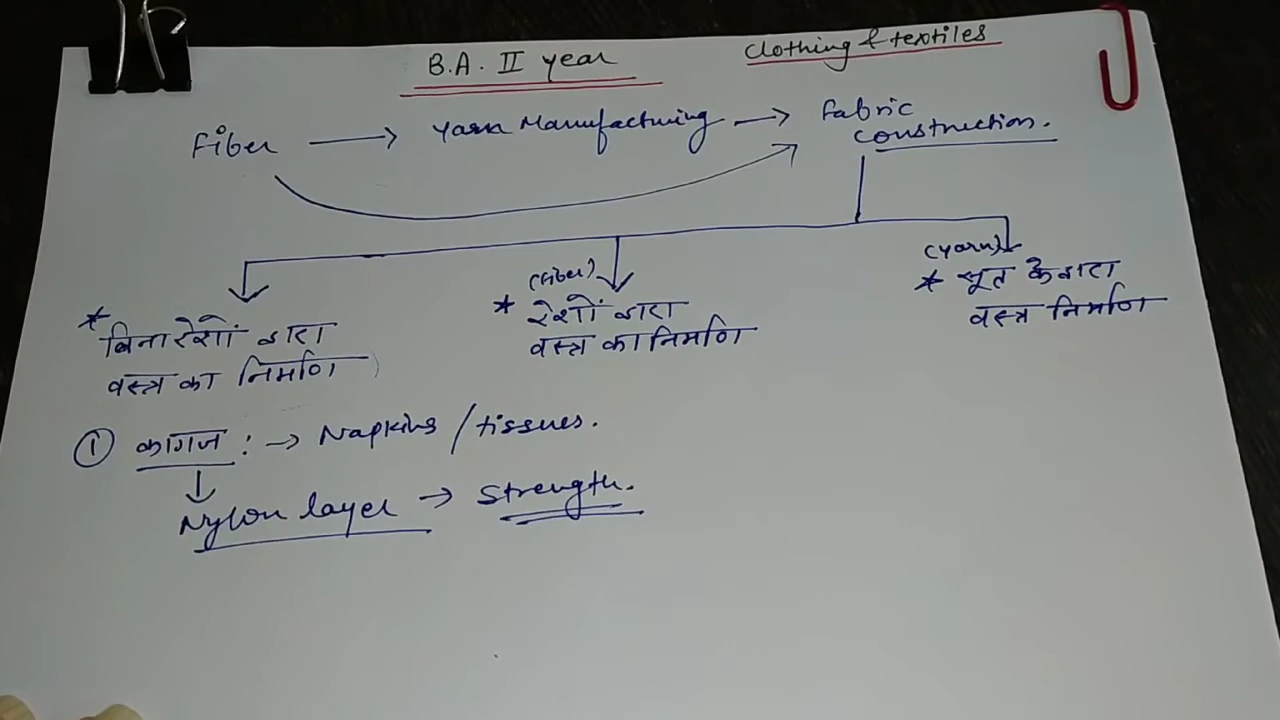 B.A. II year
Clothing & textiles
Fiber → Yarn Manufacturing → Fabric
construction.
* बिना रेशों द्वारा
वस्त्र का निर्माण
(Fiber)
* रेशों द्वारा
वस्त्र का निर्माण
(Yarn)
* सूत के द्वारा
वस्त्र निर्माण
① कागज : → Napkins / tissues.
↓
Nylon layer → strength.